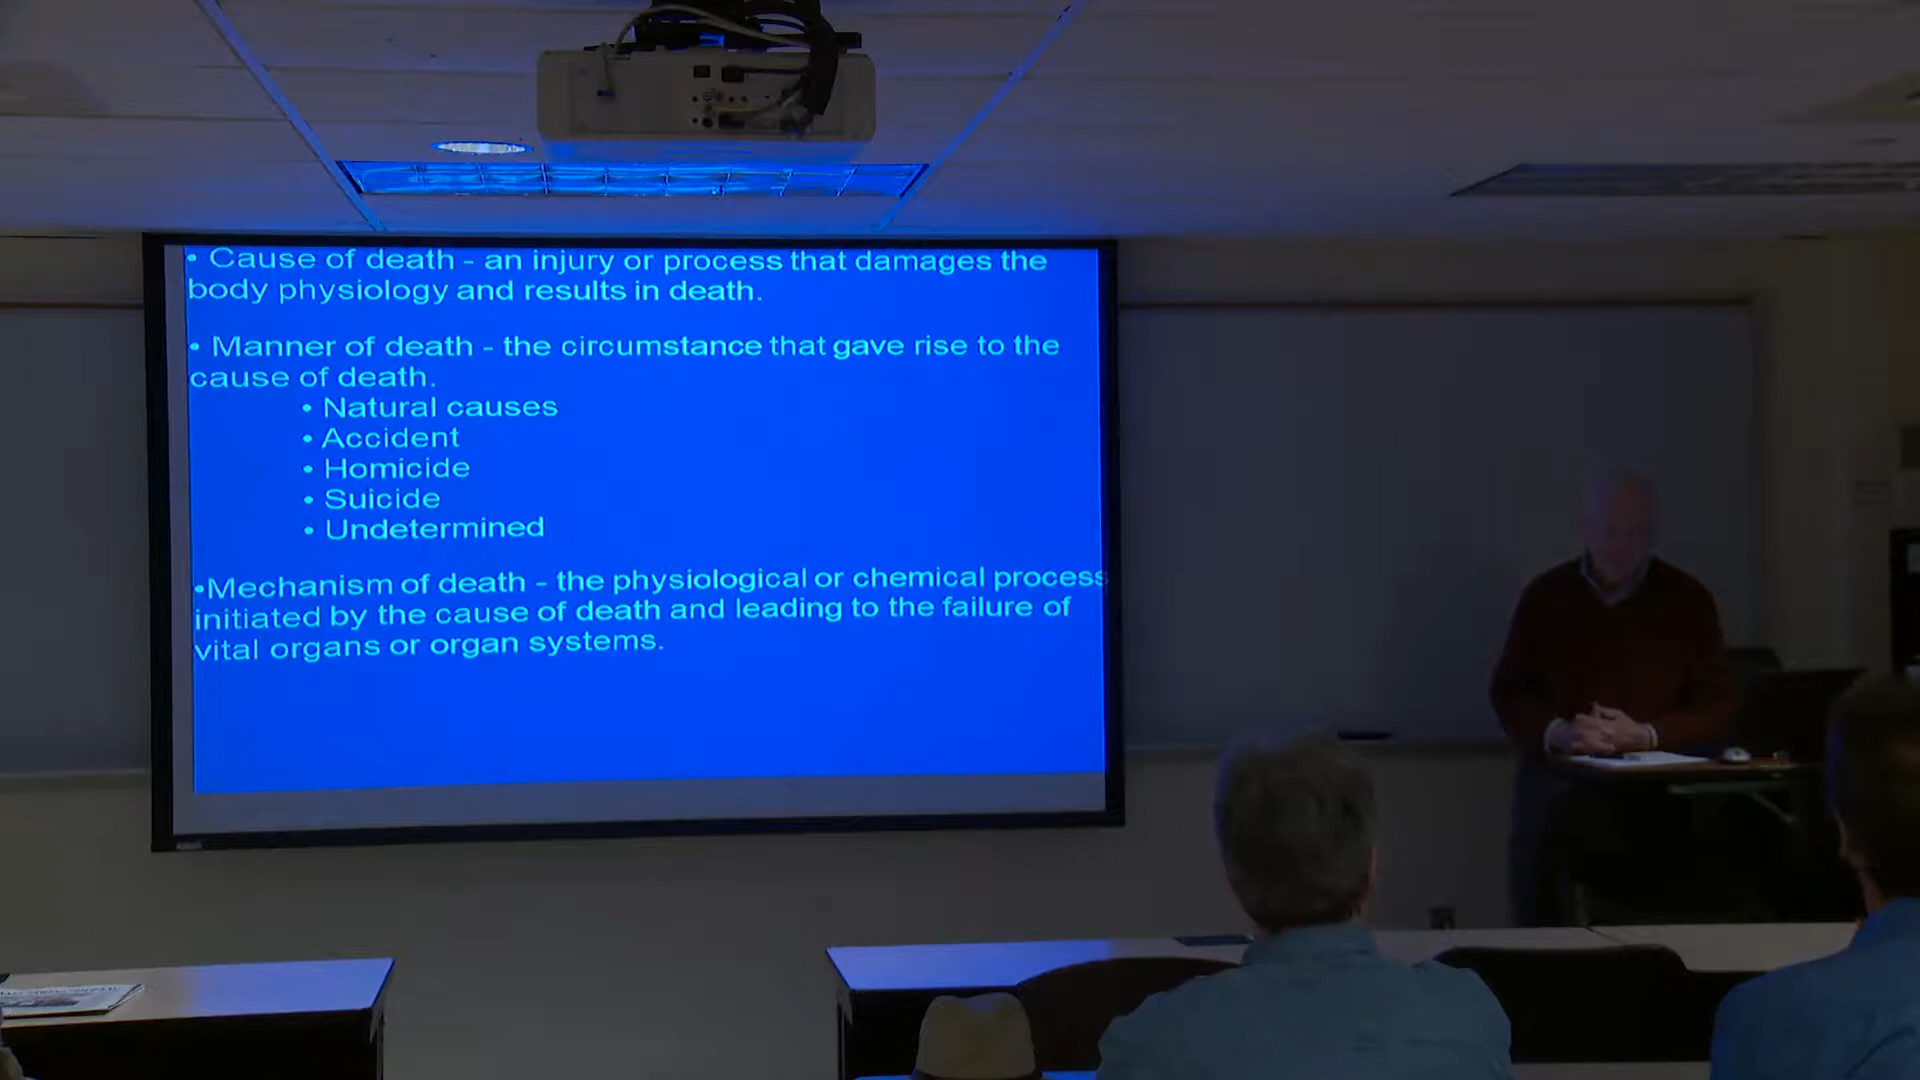 • Cause of death - an injury or process that damages the
body physiology and results in death.
• Manner of death - the circumstance that gave rise to the
cause of death.
• Natural causes
• Accident
• Homicide
• Suicide
• Undetermined
•Mechanism of death - the physiological or chemical process
initiated by the cause of death and leading to the failure of
vital organs or organ systems.